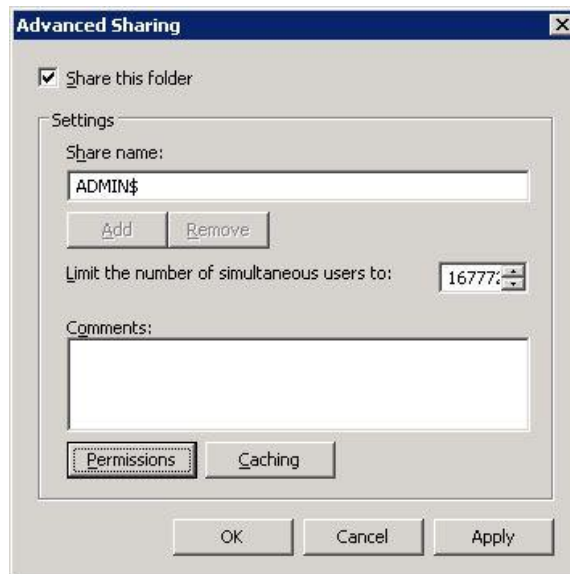 Advanced Sharing
Share this folder
Settings
Share name:
ADMIN$
Add Remove
Limit the number of simultaneous users to:
Comments:
Permissions Caching
OK Cancel Apply